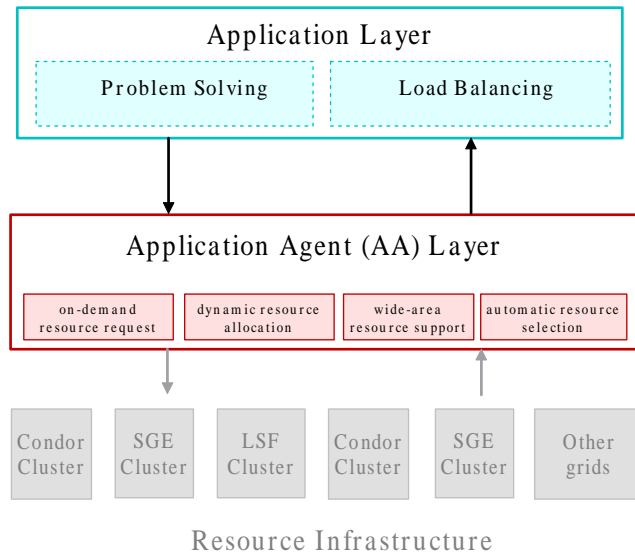 Application Layer
Problem Solving
Load Balancing
Application Agent (AA) Layer
on-demand
resource request
dynamic resource
allocation
wide-area
resource support
automatic resource
selection
Condor
Cluster
SGE
Cluster
LSF
Cluster
Condor
Cluster
SGE
Cluster
Other
grids
Resource Infrastructure